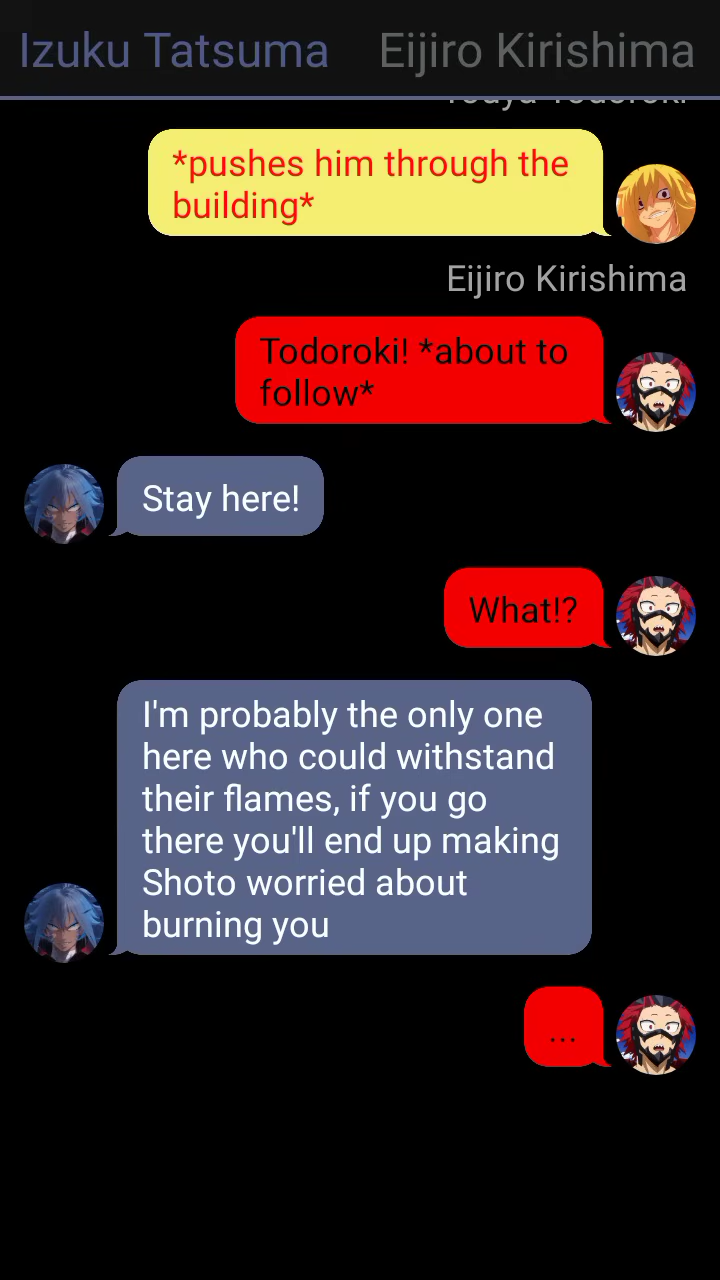 Izuku Tatsuma Eijiro Kirishima
Touya Todoroki
*pushes him through the
building*
Eijiro Kirishima
Todoroki! *about to
follow*
Stay here!
What!?
I'm probably the only one
here who could withstand
their flames, if you go
there you'll end up making
Shoto worried about
burning you
...